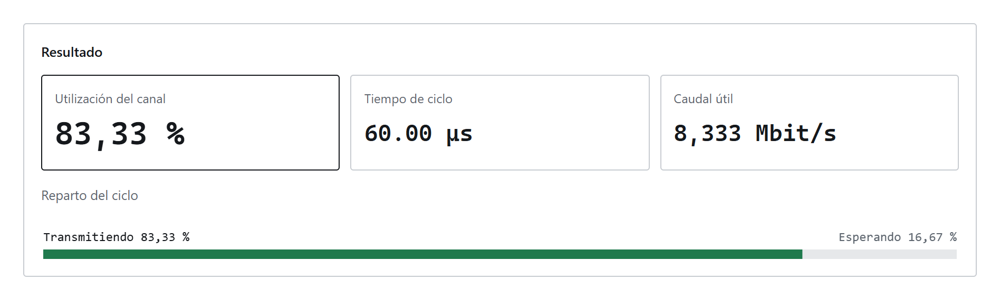 Resultado
Utilización del canal
83,33 %
Tiempo de ciclo
60.00 µs
Caudal útil
8,333 Mbit/s
Reparto del ciclo
Transmitiendo 83,33 %
Esperando 16,67 %